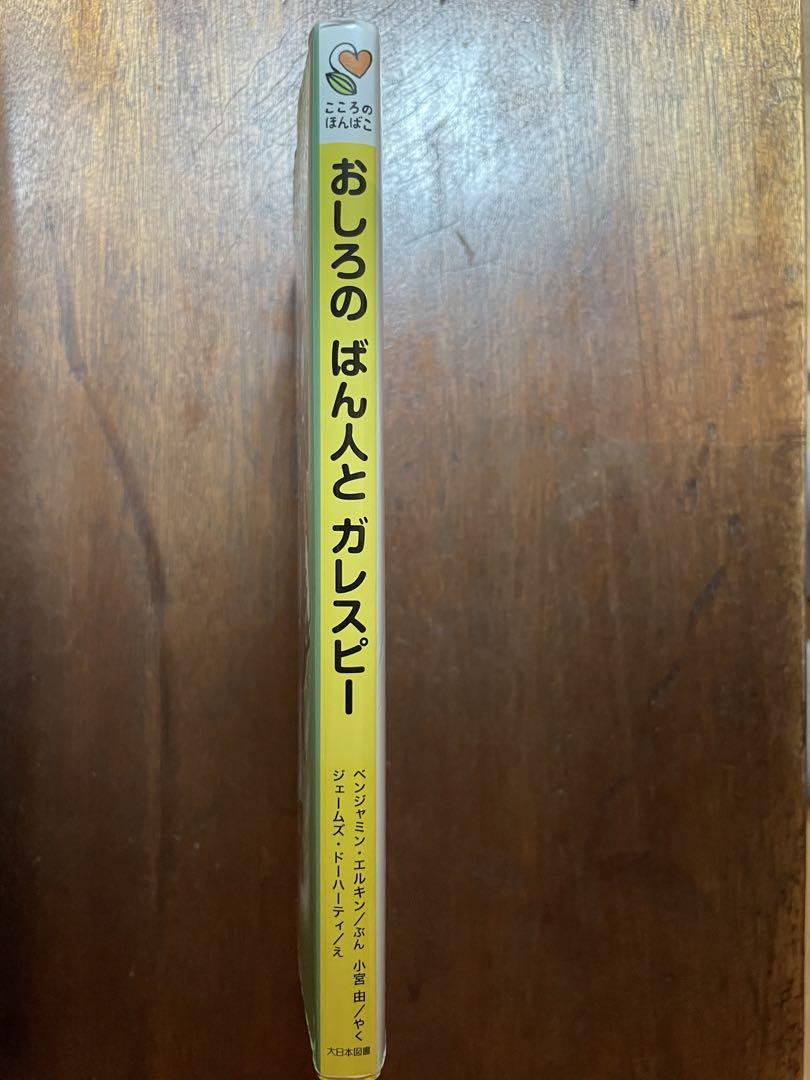 こころの
ほんばこ
おしろの ばん人と ガレスピー
ベンジャミン・エルキン/ぶん 小宮 由/やく
ジェームズ・ドーハーティ/え
大日本図書